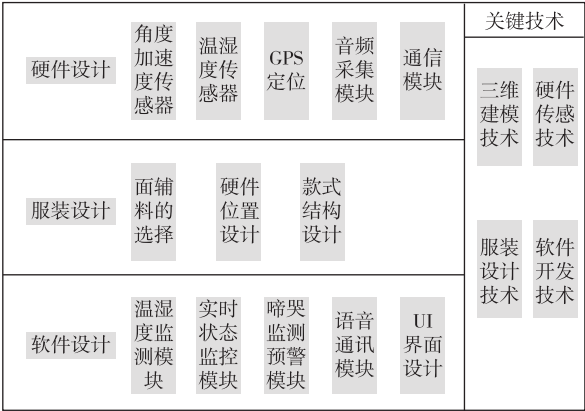 硬件设计
角度
加速
度传
感器
温湿
度传
感器
GPS
定位
音频
采集
模块
通信
模块
服装设计
面辅
料的
选择
硬件
位置
设计
款式
结构
设计
软件设计
温湿
度监
测模
块
实时
状态
监控
模块
啼哭
监测
预警
模块
语音
通讯
模块
UI
界面
设计
关键技术
三维
建模
技术
硬件
传感
技术
服装
设计
技术
软件
开发
技术